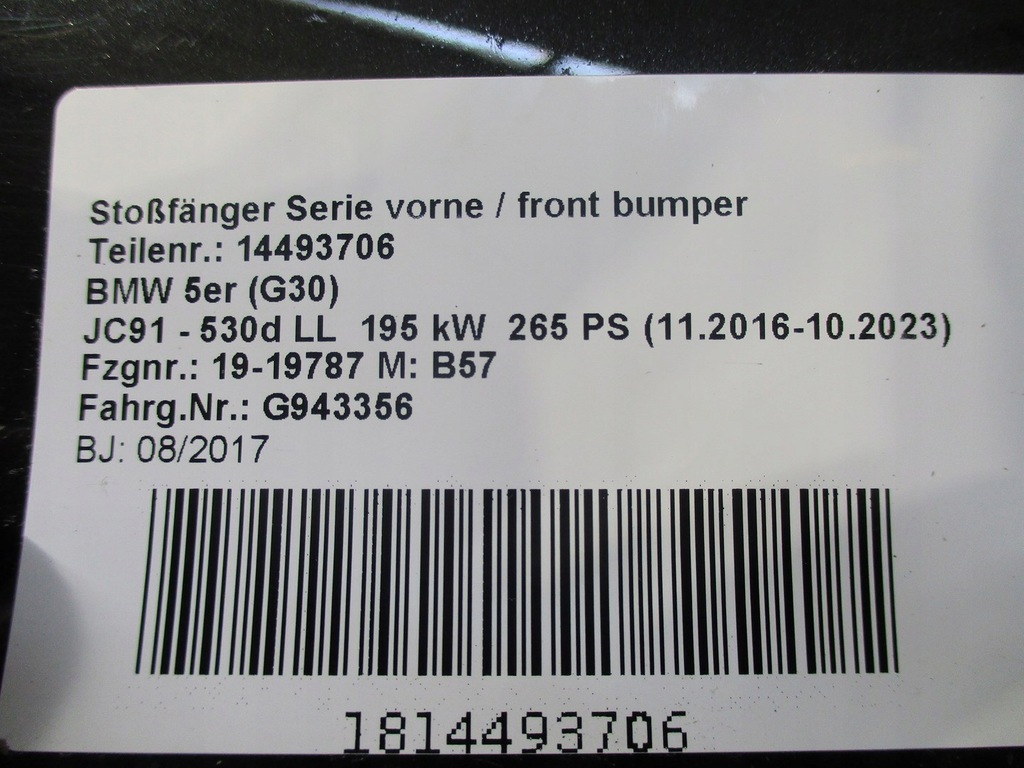 Stoßfänger Serie vorne / front bumper
Teilenr.: 14493706
BMW 5er (G30)
JC91 - 530d LL  195 kW  265 PS (11.2016-10.2023)
Fzgnr.: 19-19787 M: B57
Fahrg.Nr.: G943356
BJ: 08/2017
1814493706